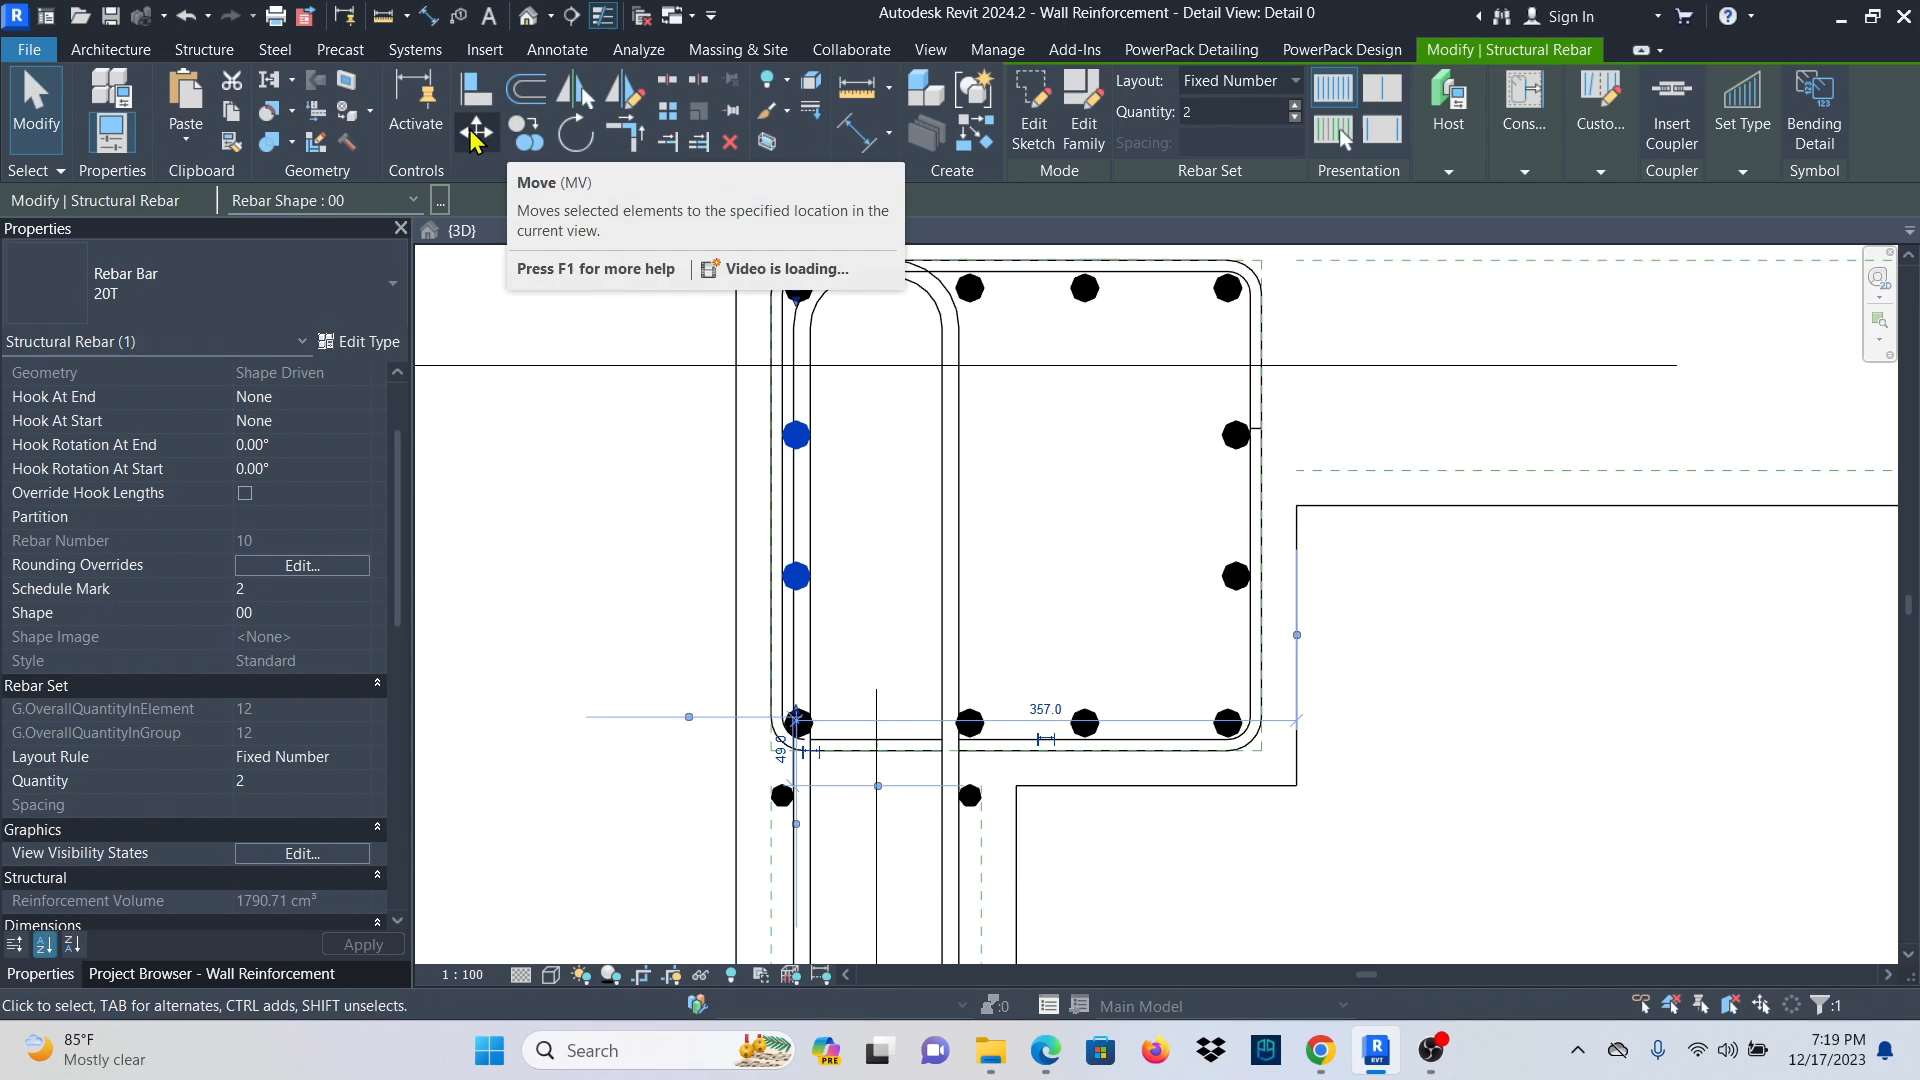 Autodesk Revit 2024.2 - Wall Reinforcement - Detail View: Detail 0
Sign In
File Architecture Structure Steel Precast Systems Insert Annotate Analyze Massing & Site Collaborate View Manage Add-Ins PowerPack Detailing PowerPack Design Modify | Structural Rebar
Modify
Paste
Activate
Edit Sketch
Edit Family
Layout: Fixed Number
Quantity: 2
Spacing:
Host
Cons...
Custo...
Insert Coupler
Set Type
Bending Detail
Select Properties Clipboard Geometry Controls Create Mode Rebar Set Presentation Coupler Symbol
Modify | Structural Rebar
Rebar Shape : 00
...
Move (MV)
Moves selected elements to the specified location in the
current view.
Press F1 for more help
Video is loading...
Properties
{3D}
Rebar Bar
20T
Structural Rebar (1)
Edit Type
Geometry Shape Driven
Hook At End None
Hook At Start None
Hook Rotation At End 0.00°
Hook Rotation At Start 0.00°
Override Hook Lengths
Partition
Rebar Number 10
Rounding Overrides Edit...
Schedule Mark 2
Shape 00
Shape Image <None>
Style Standard
Rebar Set
G.OverallQuantityInElement 12
G.OverallQuantityInGroup 12
Layout Rule Fixed Number
Quantity 2
Spacing
Graphics
View Visibility States Edit...
Structural
Reinforcement Volume 1790.71 cm³
Dimensions
Apply
357.0
49.0
2D
Properties Project Browser - Wall Reinforcement
1 : 100
Click to select, TAB for alternates, CTRL adds, SHIFT unselects.
:0
Main Model
:1
85°F
Mostly clear
Search
PRE
7:19 PM
12/17/2023